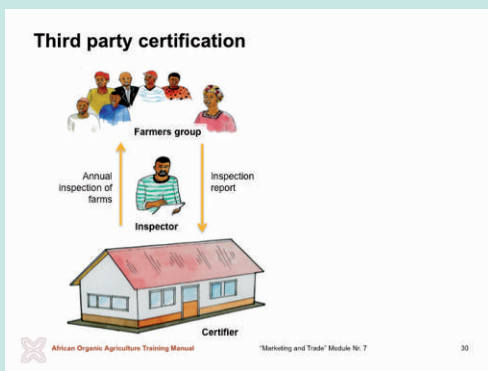 Third party certification
Farmers group
Annual
inspection of
farms
Inspection
report
Inspector
Certifier
African Organic Agriculture Training Manual
"Marketing and Trade" Module Nr. 7
30